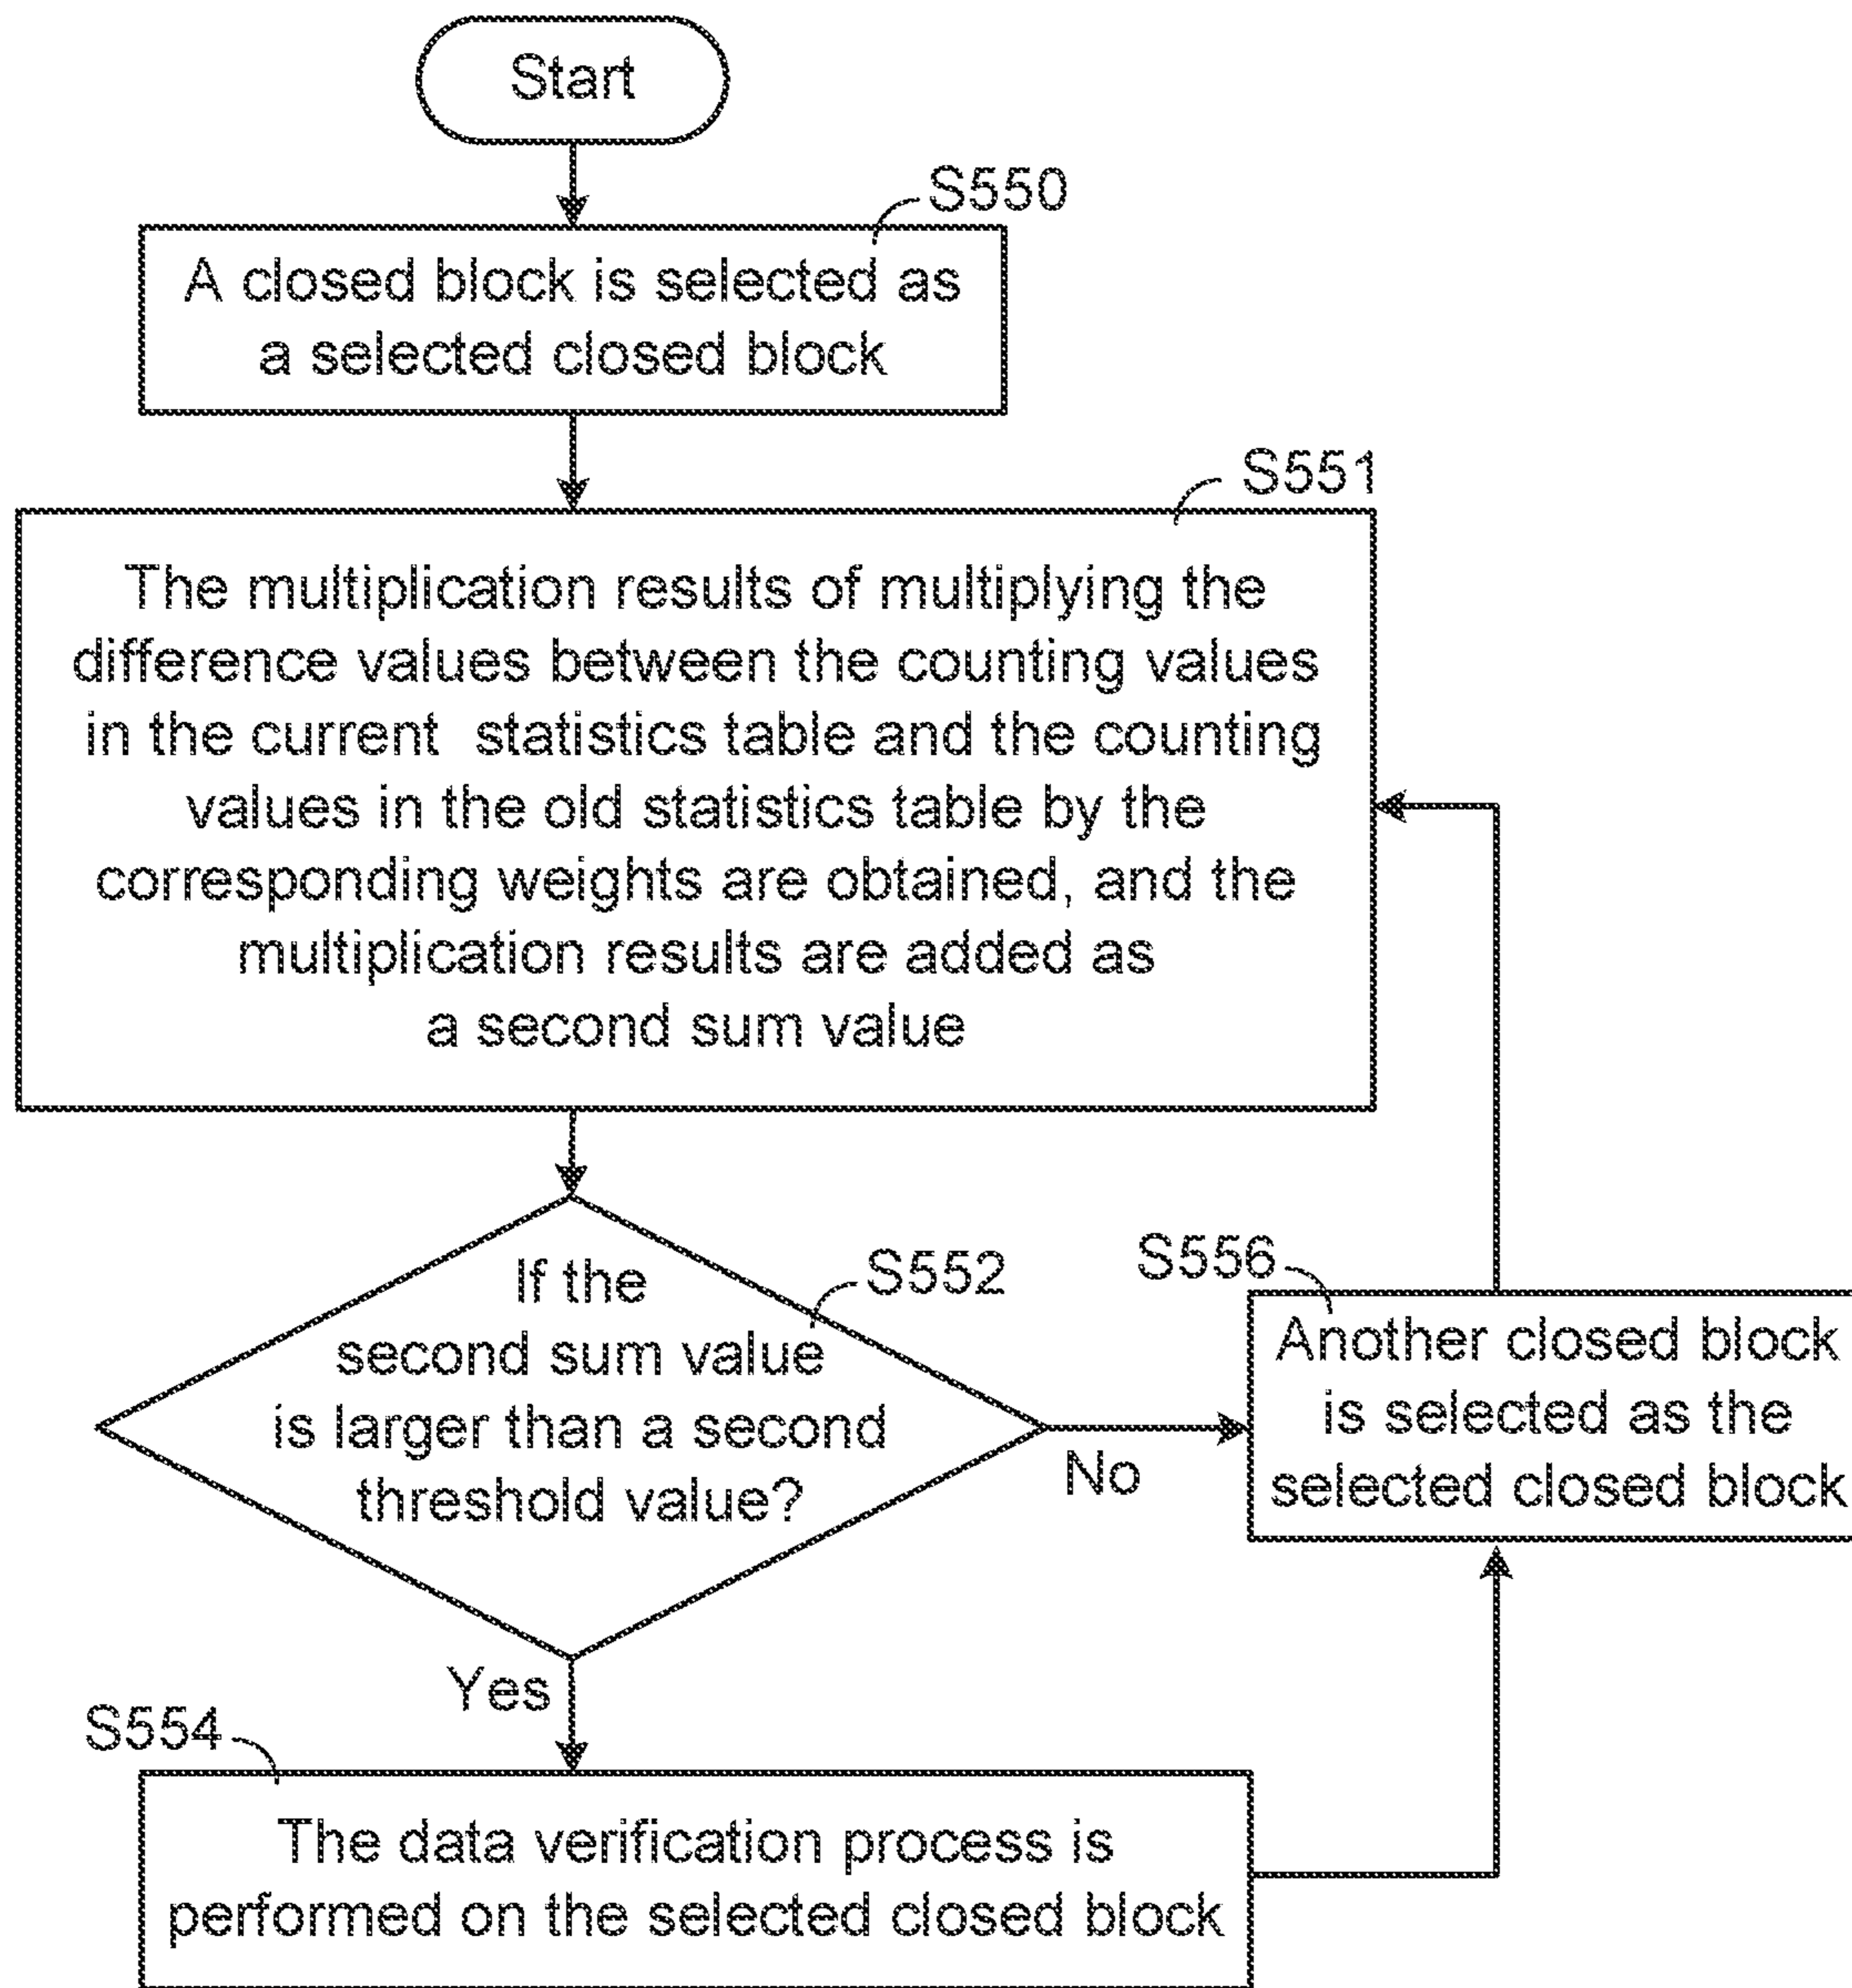 Start
S550
A closed block is selected as
a selected closed block
S551
The multiplication results of multiplying the
difference values between the counting values
in the current statistics table and the counting
values in the old statistics table by the
corresponding weights are obtained, and the
multiplication results are added as
a second sum value
S552
If the
second sum value
is larger than a second
threshold value?
No
S556
Another closed block
is selected as the
selected closed block
Yes
S554
The data verification process is
performed on the selected closed block